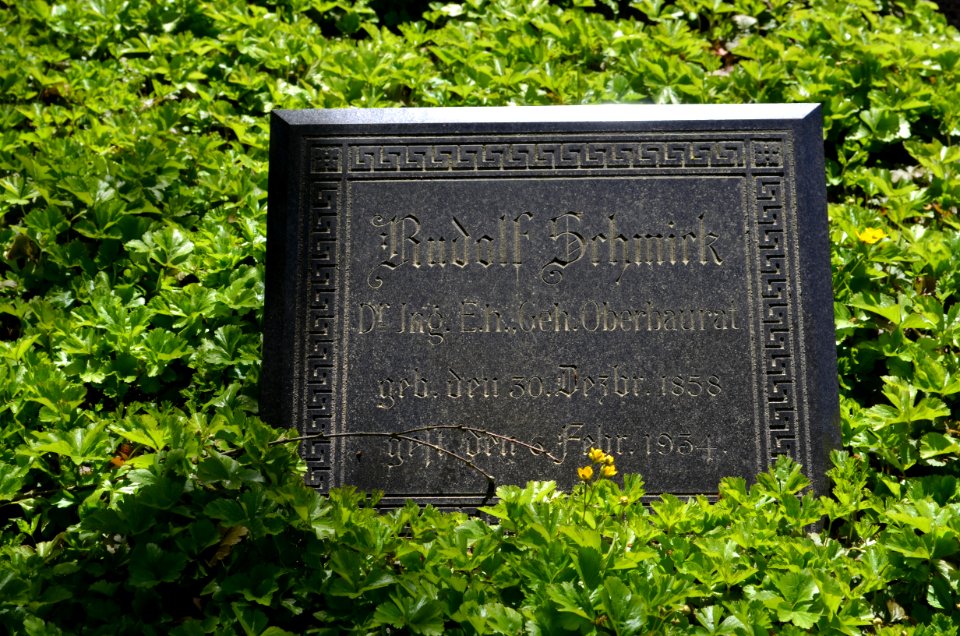 Rudolf Schmick
Dr. Ing. E.h., Geh. Oberbaurat
geb. den 30. Dezbr. 1858
gest. den 6. Febr. 1934.